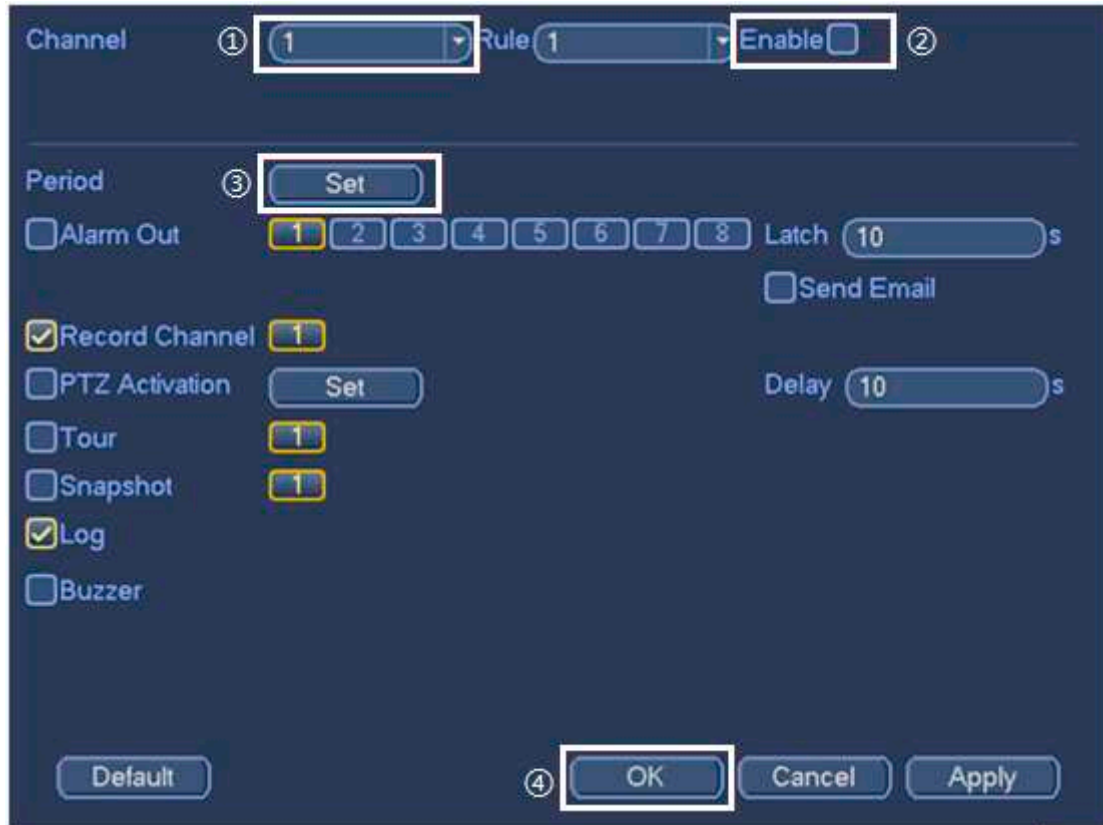 Channel ① 1 Rule 1 Enable ②
Period ③ Set
Alarm Out 1 2 3 4 5 6 7 8 Latch 10 s
Send Email
Record Channel 1
PTZ Activation Set Delay 10 s
Tour 1
Snapshot 1
Log
Buzzer
Default ④ OK Cancel Apply